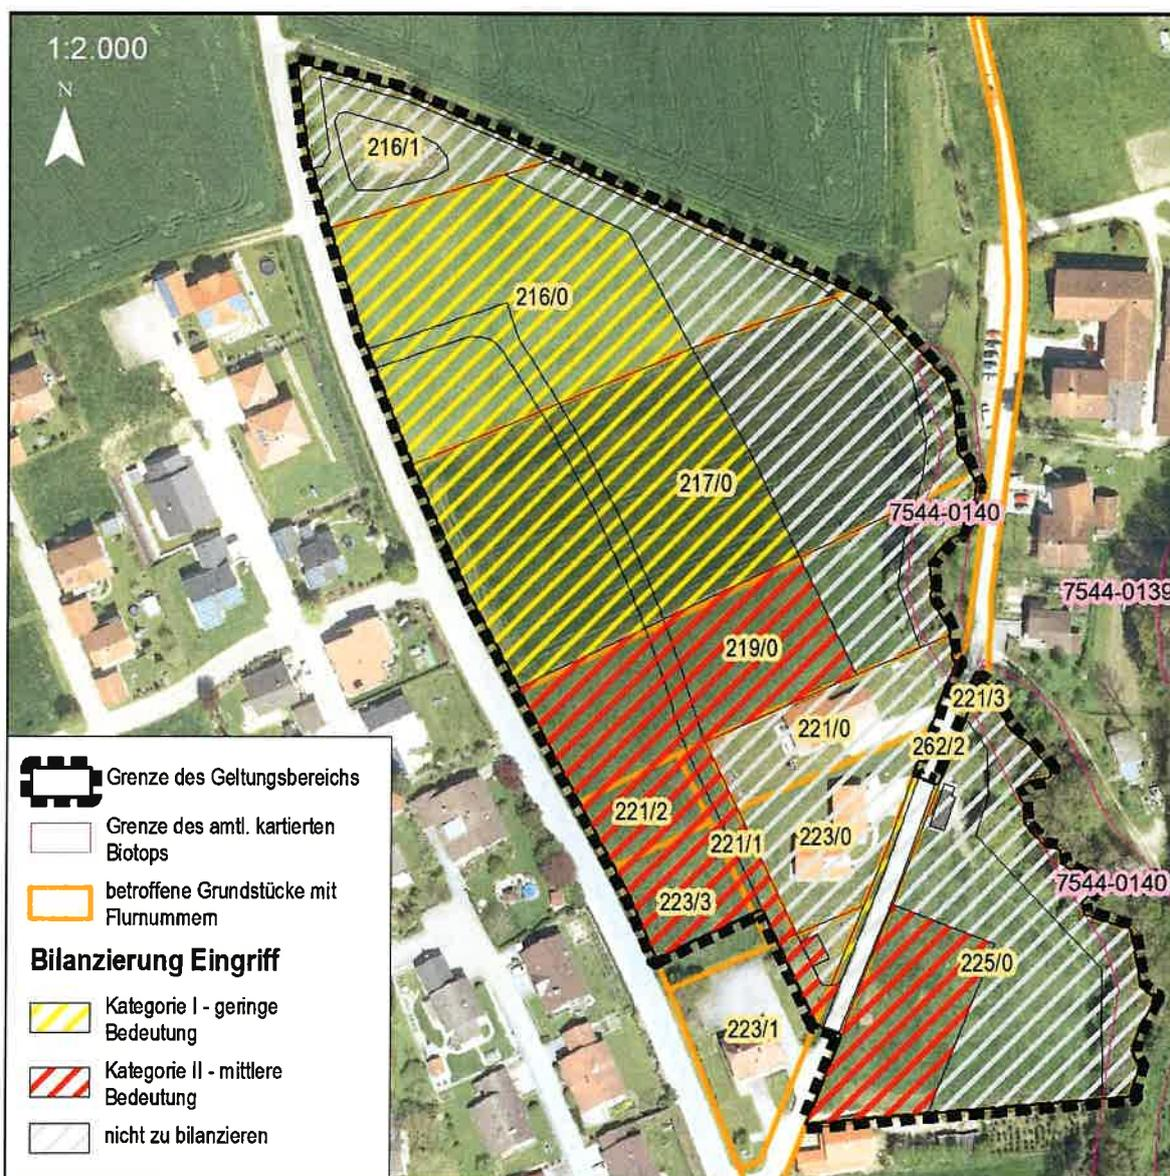 1:2.000
N
216/1
216/0
217/0
7544-0140
7544-0139
219/0
221/3
221/0
262/2
221/2
221/1
223/0
7544-0140
223/3
225/0
223/1
Grenze des Geltungsbereichs
Grenze des amtl. kartierten
Biotops
betroffene Grundstücke mit
Flurnummern
Bilanzierung Eingriff
Kategorie I - geringe
Bedeutung
Kategorie II - mittlere
Bedeutung
nicht zu bilanzieren